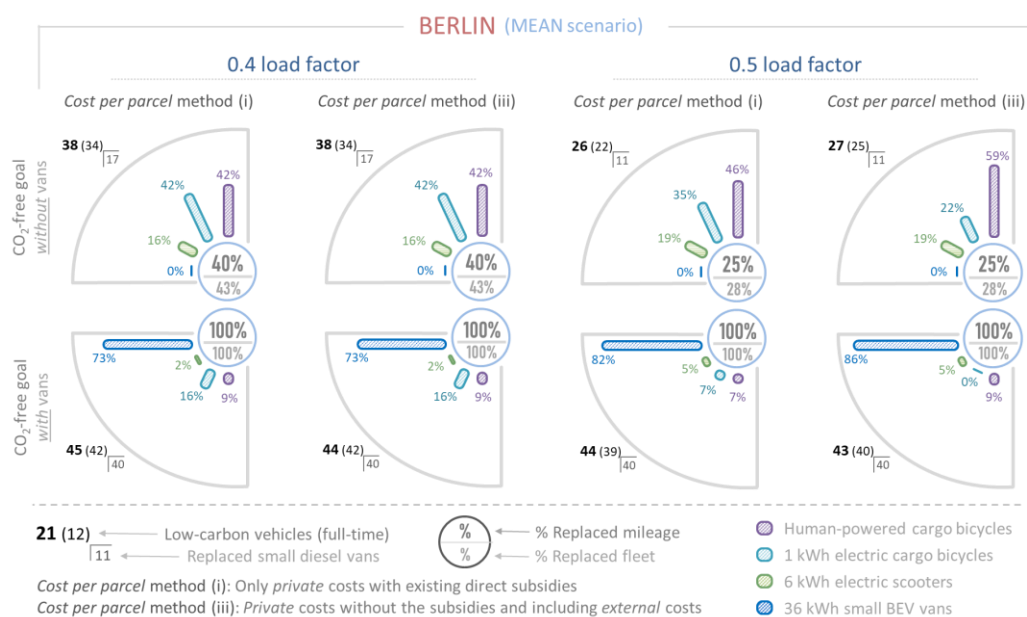 BERLIN (MEAN scenario)
0.4 load factor 0.5 load factor
Cost per parcel method (i) Cost per parcel method (iii) Cost per parcel method (i) Cost per parcel method (iii)
CO₂-free goal
without vans
38 (34) 38 (34) 26 (22) 27 (25)
17 17 11 11
42% 42% 16% 0%
40%
43%
42% 42% 16% 0%
40%
43%
46% 35% 19% 0%
25%
28%
59% 22% 19% 0%
25%
28%
CO₂-free goal
with vans
100%
100%
73% 2% 16% 9%
100%
100%
73% 2% 16% 9%
100%
100%
82% 5% 7% 7%
100%
100%
86% 5% 0% 9%
45 (42) 44 (42) 44 (39) 43 (40)
40 40 40 40
21 (12) Low-carbon vehicles (full-time)
11 Replaced small diesel vans
% % Replaced mileage
% % Replaced fleet
Human-powered cargo bicycles
1 kWh electric cargo bicycles
6 kWh electric scooters
36 kWh small BEV vans
Cost per parcel method (i): Only private costs with existing direct subsidies
Cost per parcel method (iii): Private costs without the subsidies and including external costs